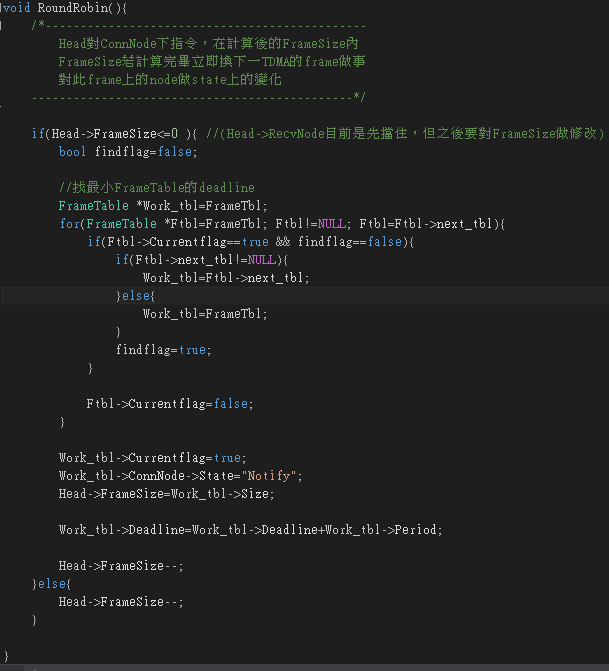 void RoundRobin(){
/*----------------------------------------------
Head對ConnNode下指令，在計算後的FrameSize內
FrameSize若計算完畢立即換下一TDMA的frame做事
對此frame上的node做state上的變化
----------------------------------------------*/
if(Head->FrameSize<=0 ){ //(Head->RecvNode目前是先擋住，但之後要對FrameSize做修改)
bool findflag=false;
//找最小FrameTable的deadline
FrameTable *Work_tbl=FrameTbl;
for(FrameTable *Ftbl=FrameTbl; Ftbl!=NULL; Ftbl=Ftbl->next_tbl){
if(Ftbl->Currentflag==true && findflag==false){
if(Ftbl->next_tbl!=NULL){
Work_tbl=Ftbl->next_tbl;
}else{
Work_tbl=FrameTbl;
}
findflag=true;
}
Ftbl->Currentflag=false;
}
Work_tbl->Currentflag=true;
Work_tbl->ConnNode->State="Notify";
Head->FrameSize=Work_tbl->Size;
Work_tbl->Deadline=Work_tbl->Deadline+Work_tbl->Period;
Head->FrameSize--;
}else{
Head->FrameSize--;
}
}